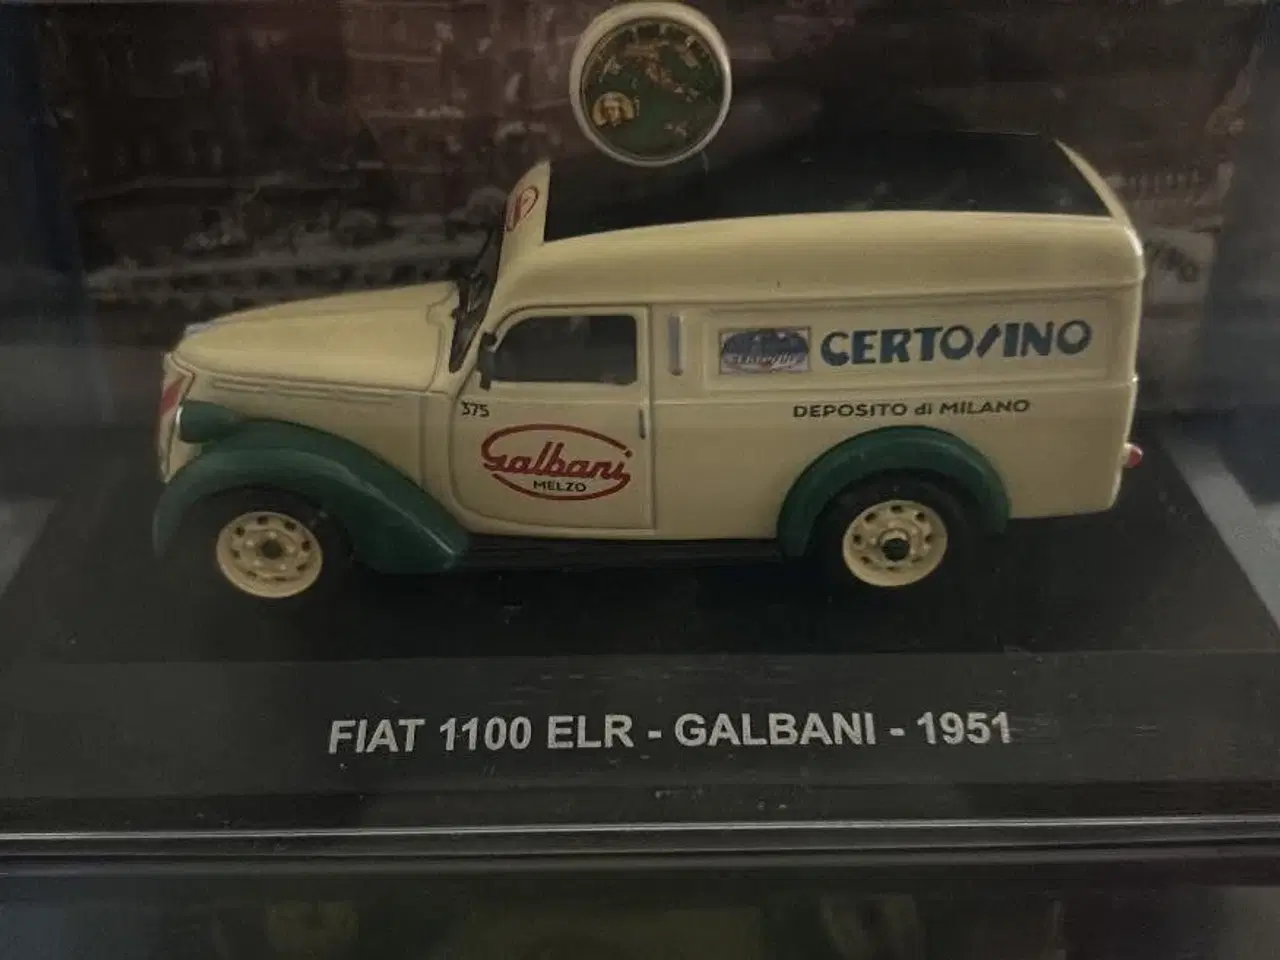 CERTOSINO
DEPOSITO di MILANO
375
Galbani
MELZO
FIAT 1100 ELR - GALBANI - 1951